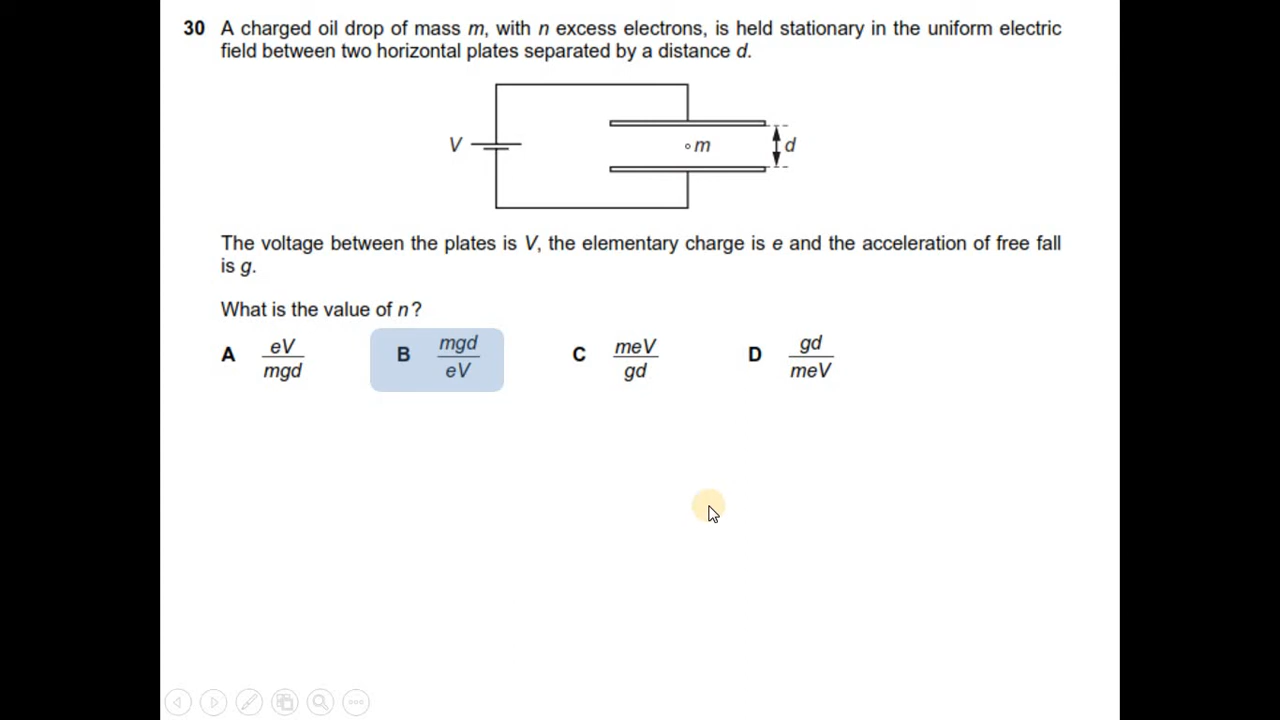 30 A charged oil drop of mass m, with n excess electrons, is held stationary in the uniform electric
field between two horizontal plates separated by a distance d.
V
m
d
The voltage between the plates is V, the elementary charge is e and the acceleration of free fall
is g.
What is the value of n?
A eV/mgd B mgd/eV C meV/gd D gd/meV